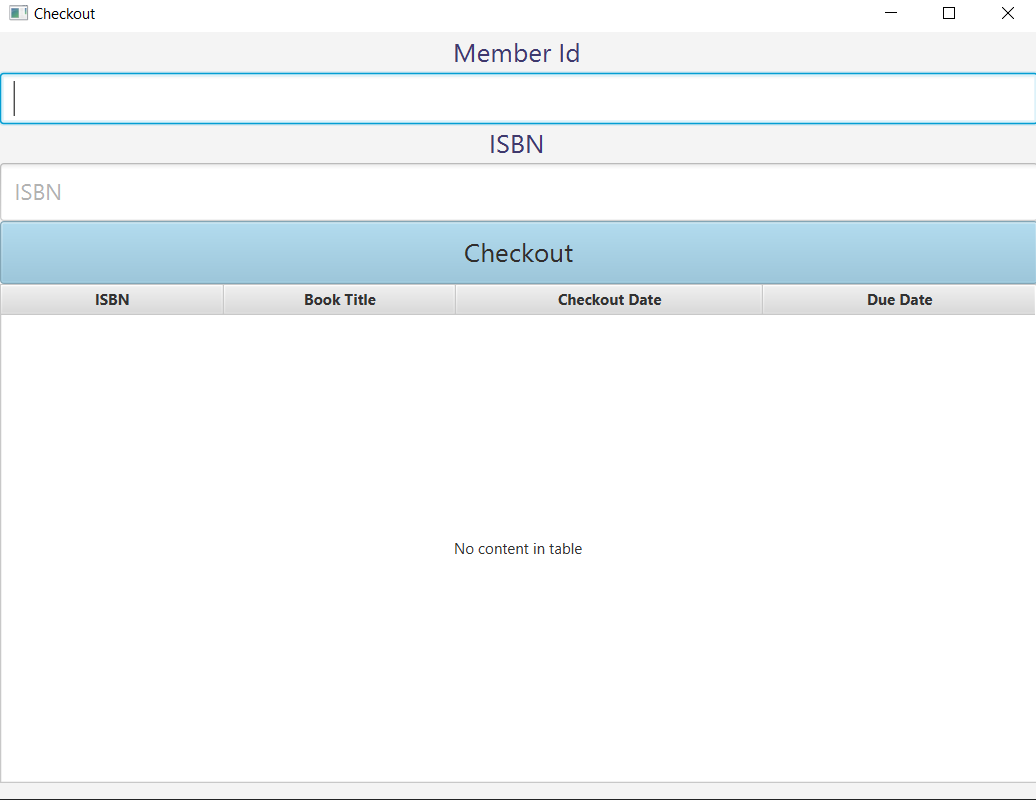 Checkout
Member Id
ISBN
ISBN
Checkout
ISBN Book Title Checkout Date Due Date
No content in table